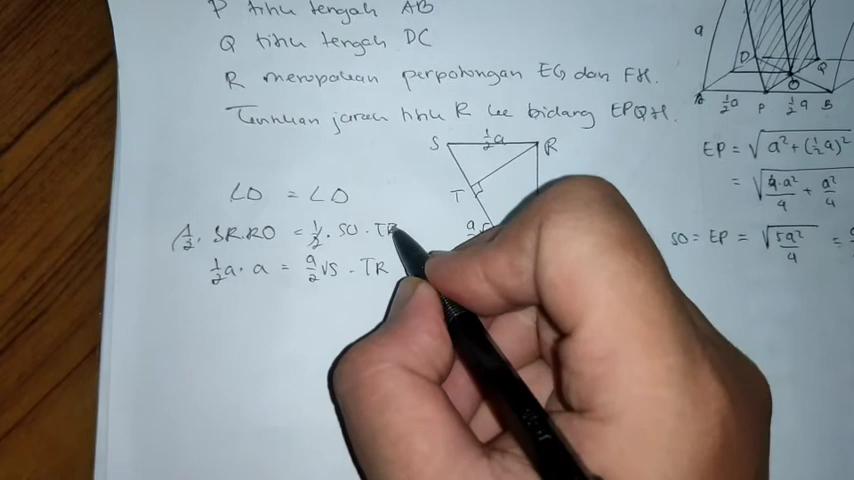 P titik tengah AB
Q titik tengah DC
R merupakan perpotongan EG dan FH.
Tentukan jarak titik R ke bidang EPQH.
S ½a R
T
L∆ = L∆
½. SR.RO = ½. SO. TR
½a. a = a/2 √5 . TR
a
D Q
O
A ½a P ½a B
EP = √a² + (½a)²
= √4.a²/4 + a²/4
SO = EP = √5a²/4 =